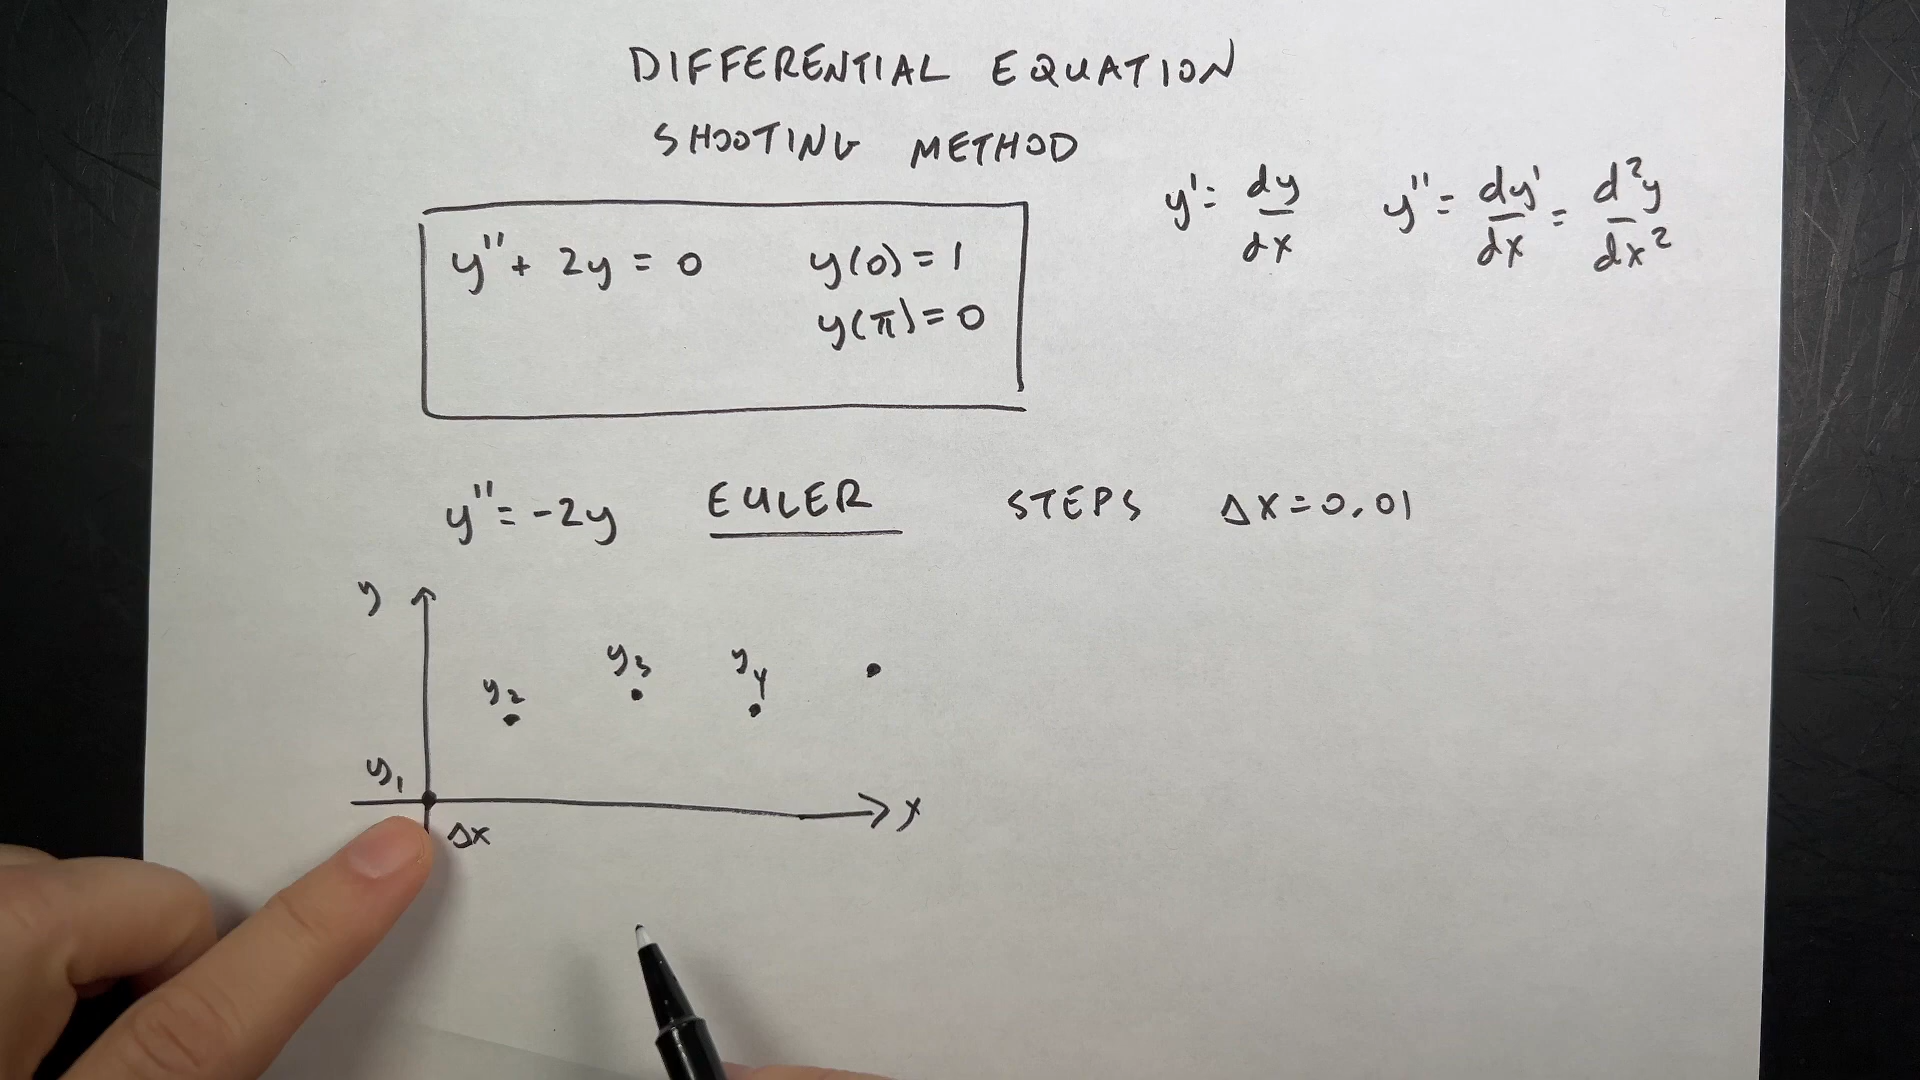 DIFFERENTIAL EQUATION
SHOOTING METHOD
y' = dy/dx y'' = dy'/dx = d²y/dx²
y'' + 2y = 0 y(0) = 1
y(π) = 0
y'' = -2y EULER STEPS Δx = 0.01
y
y₃ y₄
y₂
y₁
x
Δx